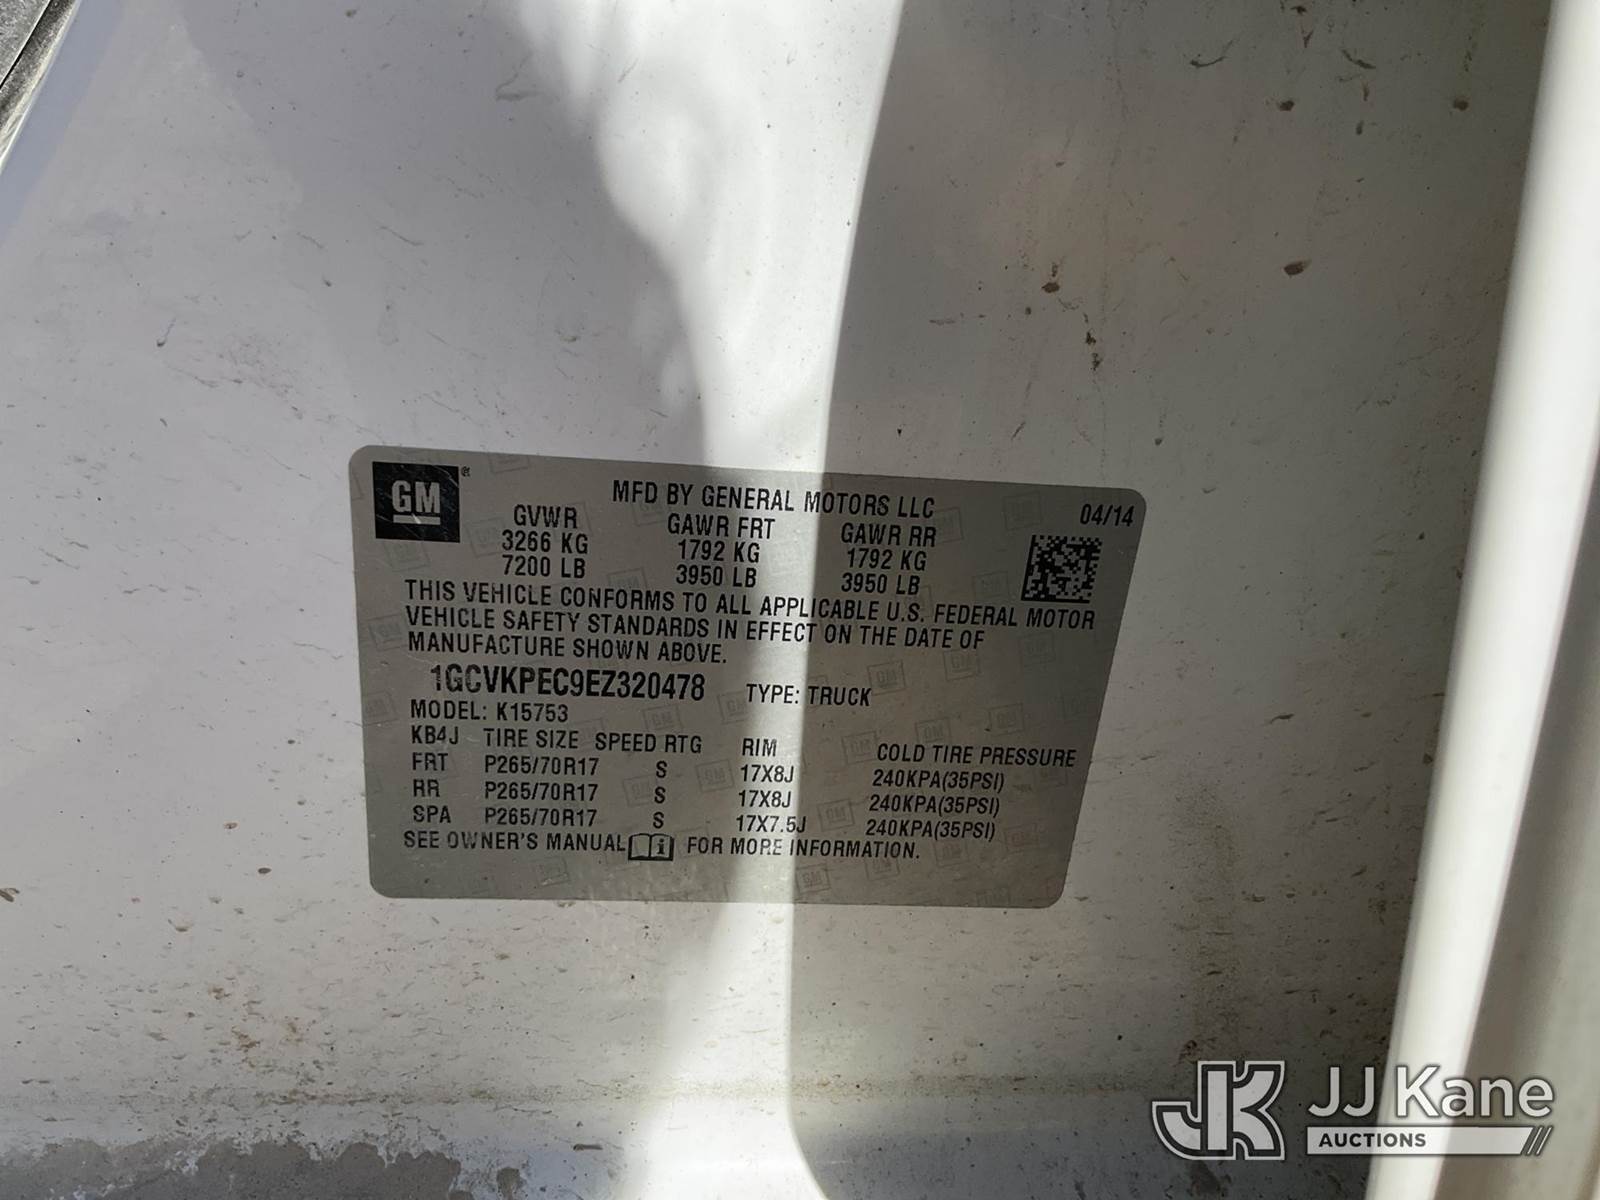 GM®
MFD BY GENERAL MOTORS LLC
04/14
GVWR GAWR FRT GAWR RR
3266 KG 1792 KG 1792 KG
7200 LB 3950 LB 3950 LB
THIS VEHICLE CONFORMS TO ALL APPLICABLE U.S. FEDERAL MOTOR
VEHICLE SAFETY STANDARDS IN EFFECT ON THE DATE OF
MANUFACTURE SHOWN ABOVE.
1GCVKPEC9EZ320478 TYPE: TRUCK
MODEL: K15753
KB4J TIRE SIZE SPEED RTG RIM COLD TIRE PRESSURE
FRT P265/70R17 S 17X8J 240KPA(35PSI)
RR P265/70R17 S 17X8J 240KPA(35PSI)
SPA P265/70R17 S 17X7.5J 240KPA(35PSI)
SEE OWNER'S MANUAL FOR MORE INFORMATION.
JK JJ Kane
AUCTIONS